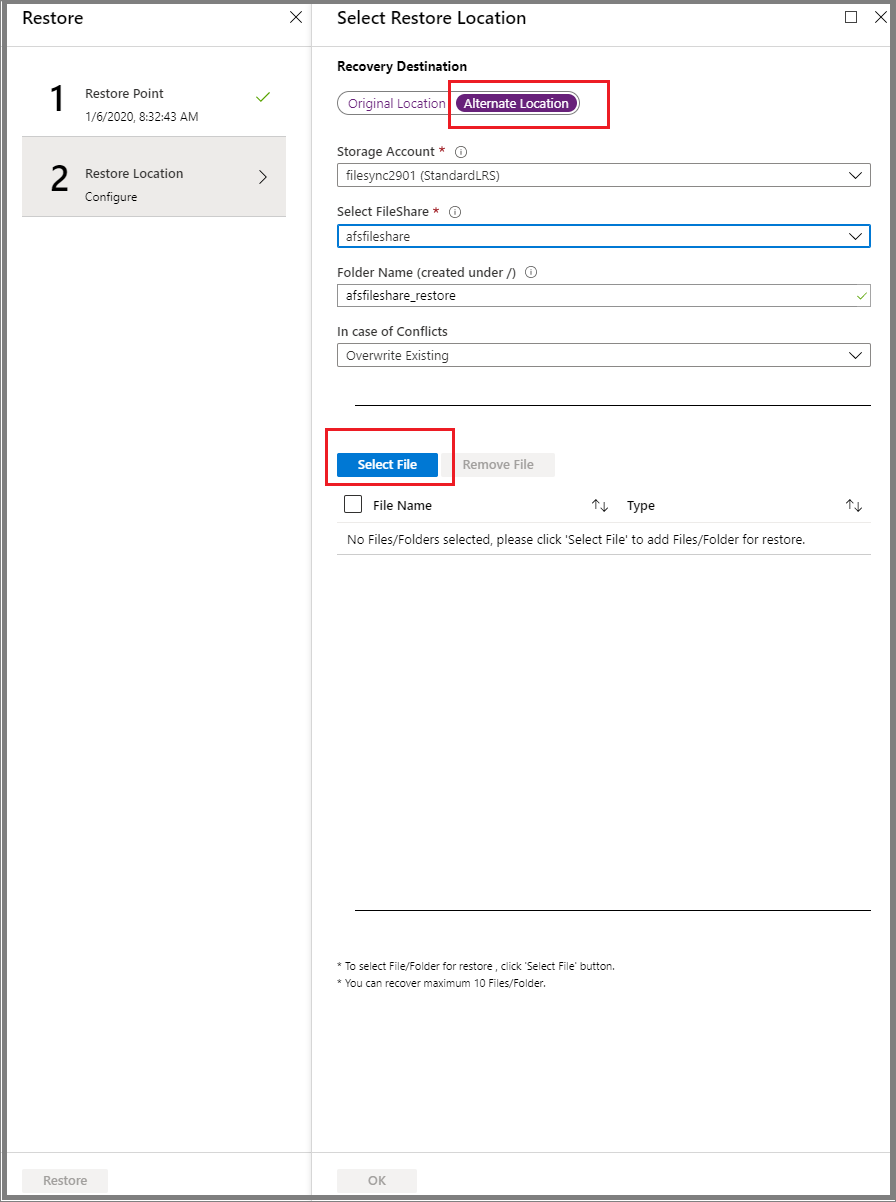 Restore
Select Restore Location
1
Restore Point
1/6/2020, 8:32:43 AM
2
Restore Location
Configure
Recovery Destination
Original Location Alternate Location
Storage Account *
filesync2901 (StandardLRS)
Select FileShare *
afsfileshare
Folder Name (created under /)
afsfileshare_restore
In case of Conflicts
Overwrite Existing
Select File Remove File
File Name Type
No Files/Folders selected, please click 'Select File' to add Files/Folder for restore.
* To select File/Folder for restore , click 'Select File' button.
* You can recover maximum 10 Files/Folder.
Restore
OK